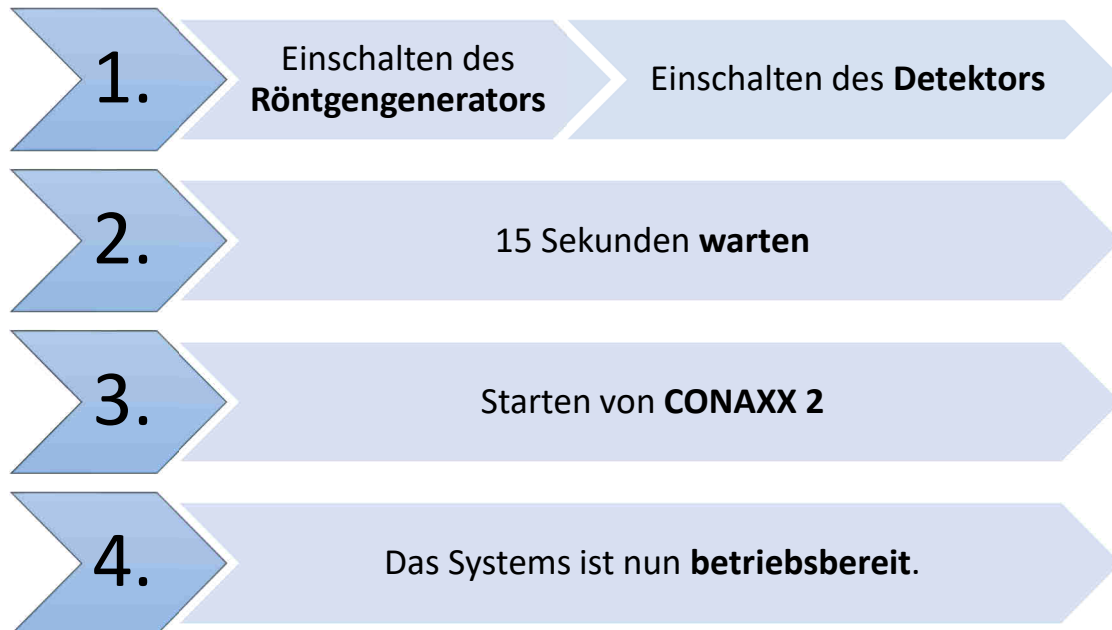 1.
Einschalten des
Röntgengenerators
Einschalten des Detektors
2.
15 Sekunden warten
3.
Starten von CONAXX 2
4.
Das Systems ist nun betriebsbereit.